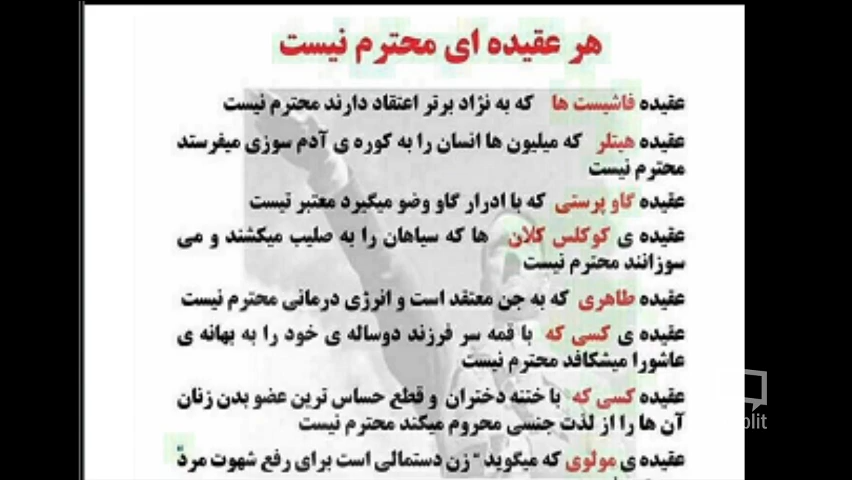 هر عقیده ای محترم نیست
عقیده فاشیست ها که به نژاد برتر اعتقاد دارند محترم نیست
عقیده هیتلر که میلیون ها انسان را به کوره ی آدم سوزی میفرستد
محترم نیست
عقیده گاو پرستی که با ادرار گاو وضو میگیرد معتبر نیست
عقیده ی کوکلس کلان ها که سیاهان را به صلیب میکشند و می
سوزانند محترم نیست
عقیده طاهری که به جن معتقد است و انرژی درمانی محترم نیست
عقیده ی کسی که با قمه سر فرزند دوساله ی خود را به بهانه ی
عاشورا میشکافد محترم نیست
عقیده کسی که با ختنه دختران و قطع حساس ترین عضو بدن زنان
آن ها را از لذت جنسی محروم میکند محترم نیست
عقیده ی مولوی که میگوید " زن دستمالی است برای رفع شهوت مرد"
plit